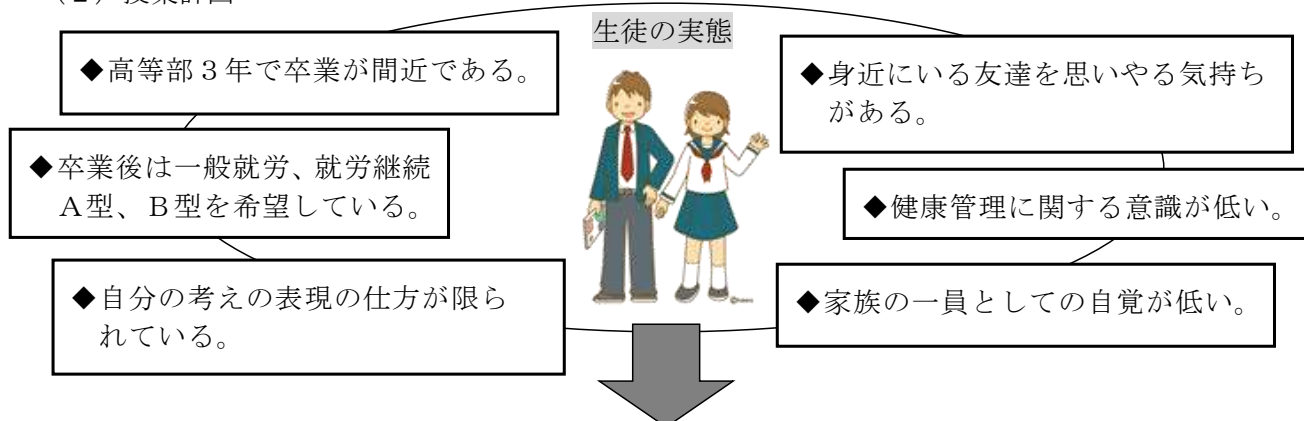 生徒の実態
◆高等部３年で卒業が間近である。
◆卒業後は一般就労、就労継続
Ａ型、Ｂ型を希望している。
◆自分の考えの表現の仕方が限ら
れている。
◆身近にいる友達を思いやる気持ち
がある。
◆健康管理に関する意識が低い。
◆家族の一員としての自覚が低い。